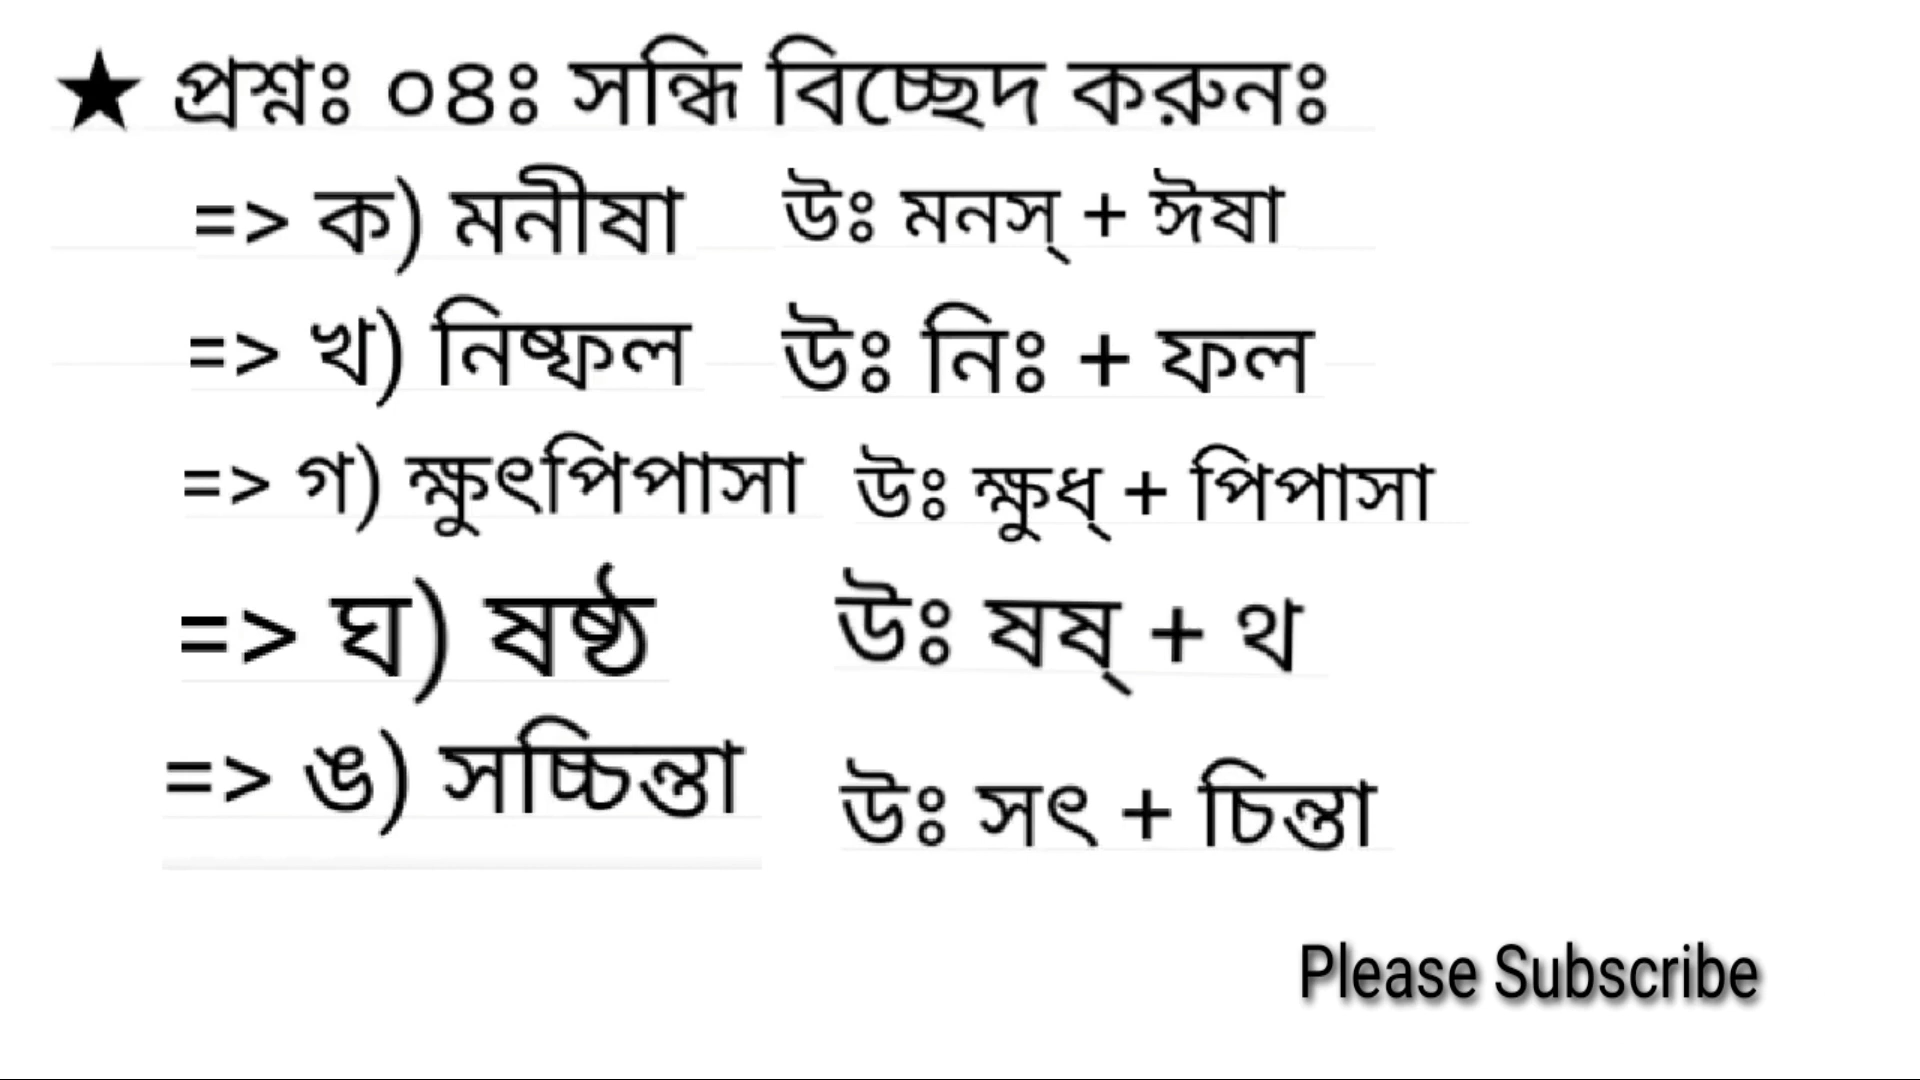 ★ প্রশ্নঃ ০৪ঃ সন্ধি বিচ্ছেদ করুনঃ
=> ক) মনীষা উঃ মনস্ + ঈষা
=> খ) নিষ্ফল উঃ নিঃ + ফল
=> গ) ক্ষুৎপিপাসা উঃ ক্ষুধ্ + পিপাসা
=> ঘ) ষষ্ঠ উঃ ষষ্ + থ
=> ঙ) সচ্চিন্তা উঃ সৎ + চিন্তা
Please Subscribe